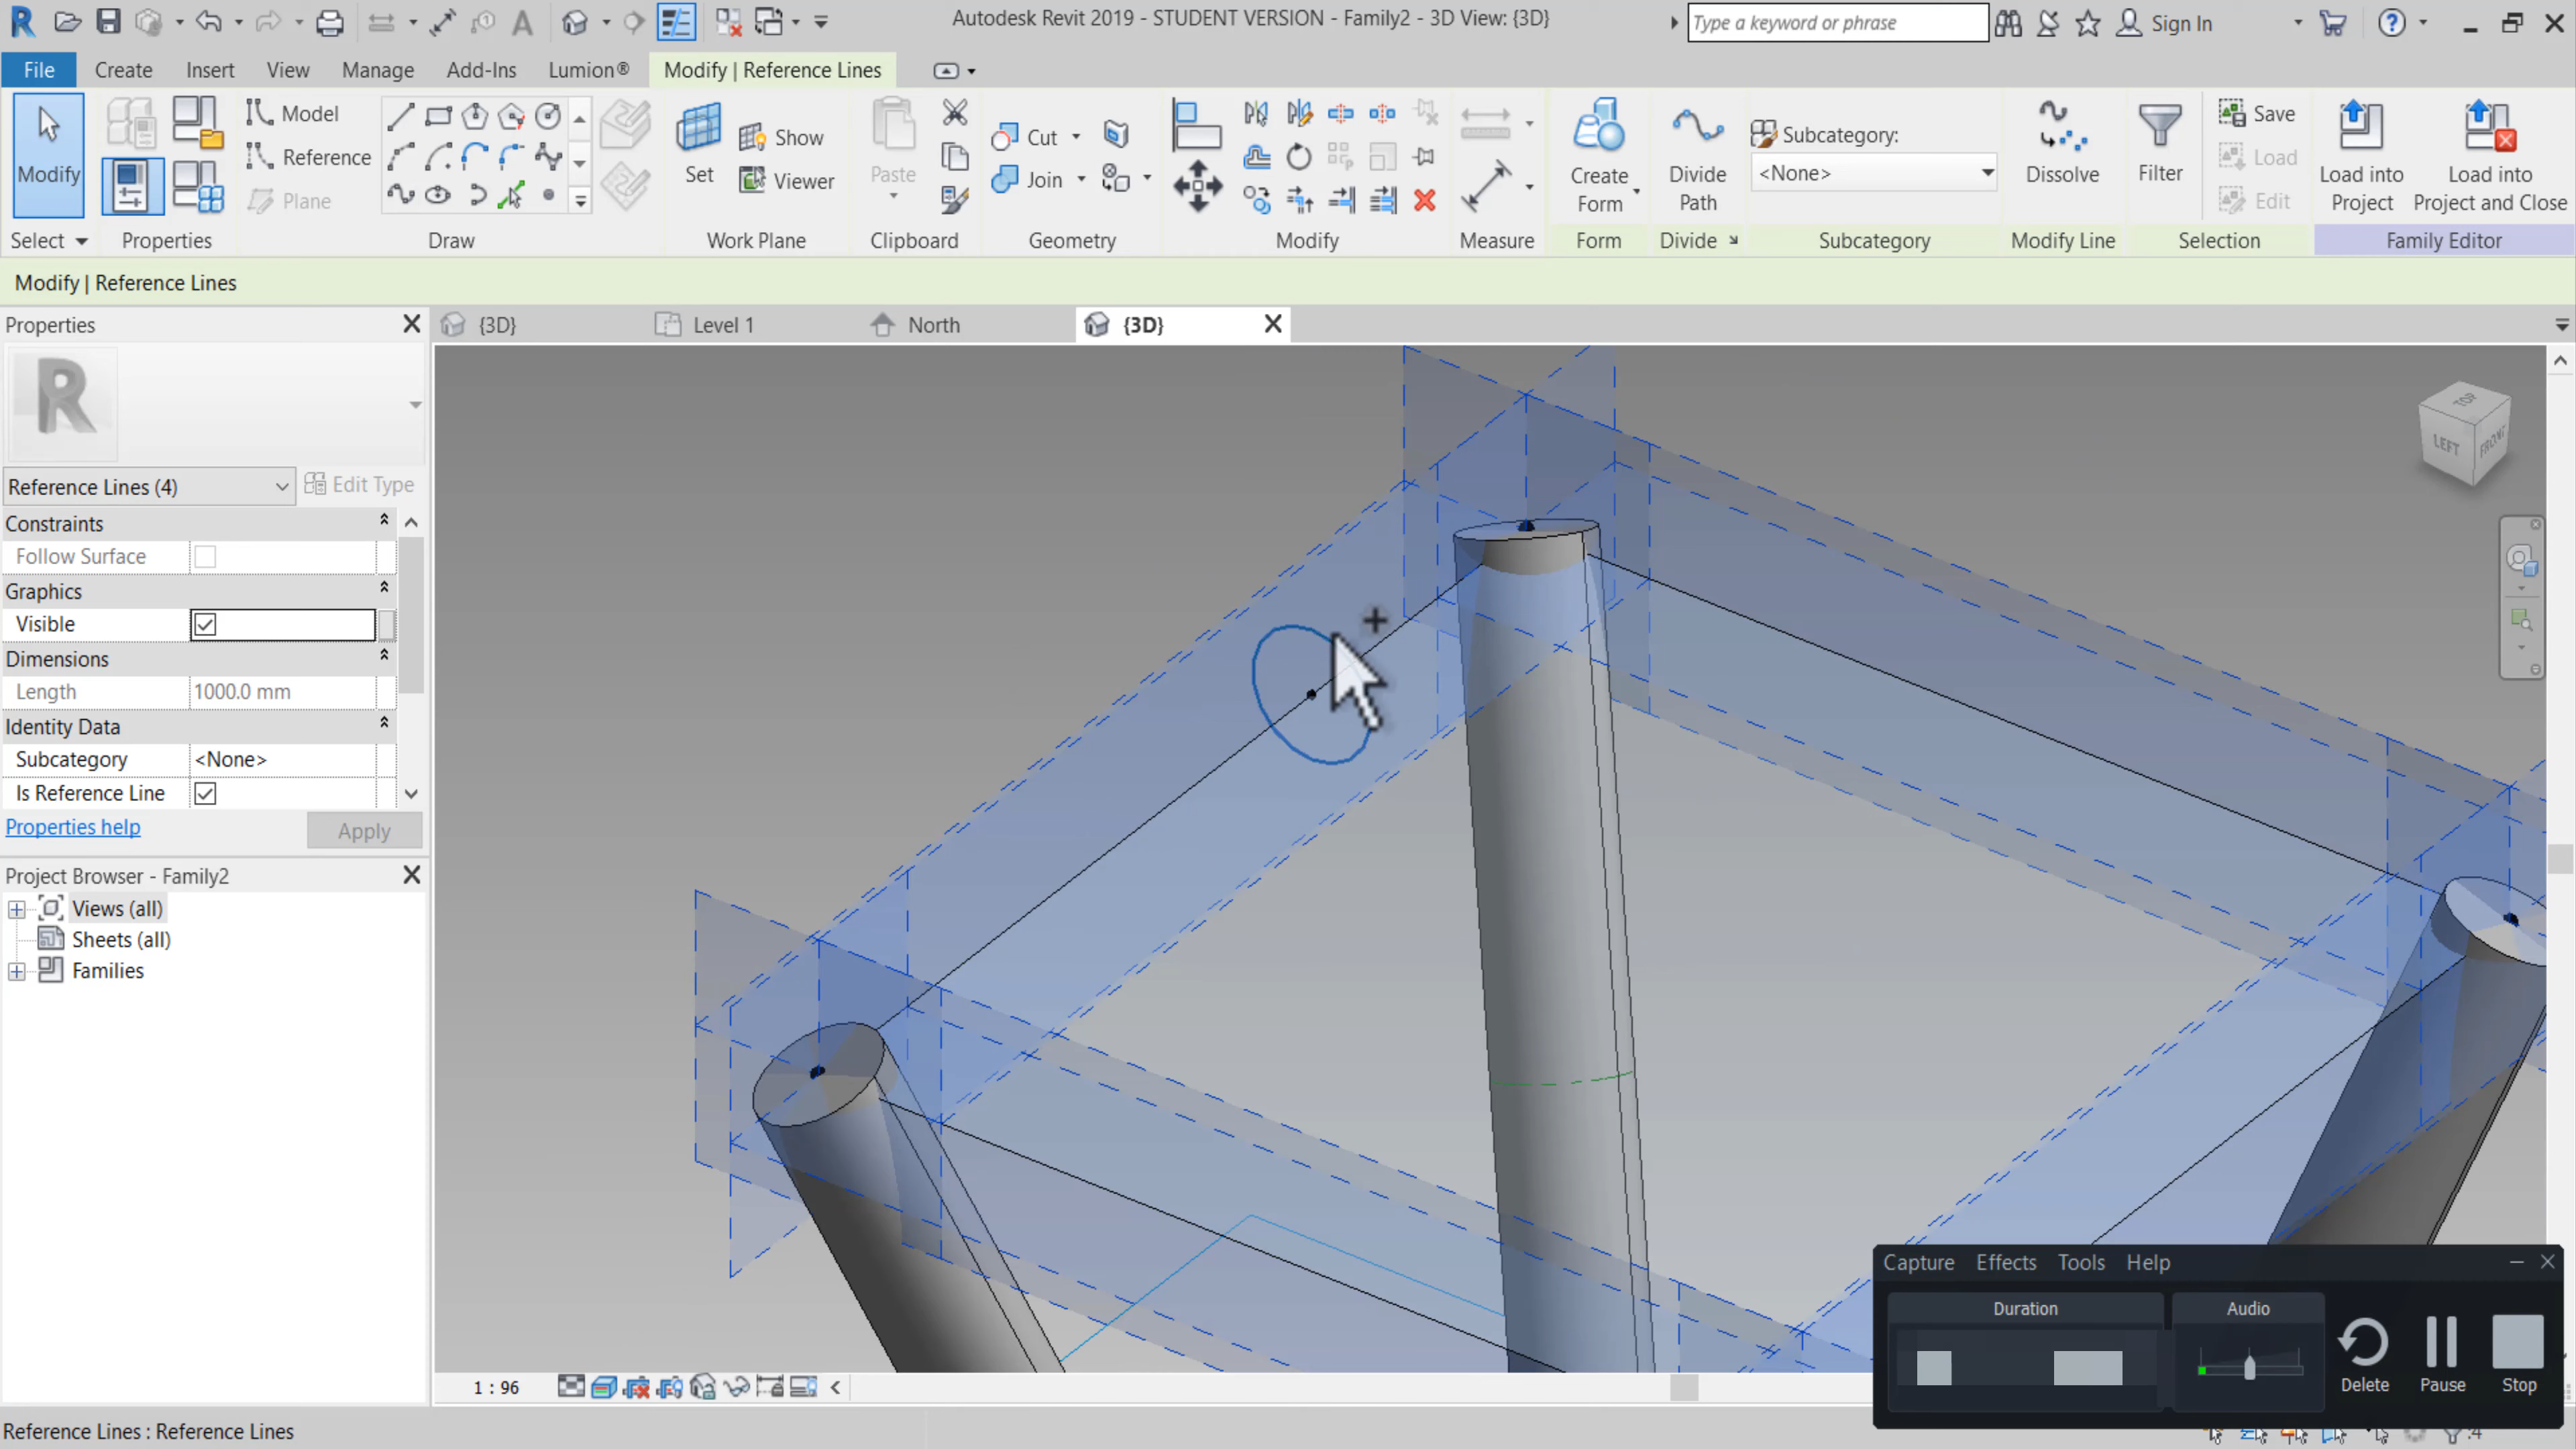 Autodesk Revit 2019 - STUDENT VERSION - Family2 - 3D View: {3D}
Type a keyword or phrase
Sign In
File
Create
Insert
View
Manage
Add-Ins
Lumion®
Modify | Reference Lines
Modify
Model
Reference
Plane
Set
Show
Viewer
Paste
Cut
Join
Create Form
Divide Path
Subcategory:
<None>
Dissolve
Filter
Save
Load
Edit
Load into Project
Load into Project and Close
Select
Properties
Draw
Work Plane
Clipboard
Geometry
Modify
Measure
Form
Divide
Subcategory
Modify Line
Selection
Family Editor
Modify | Reference Lines
Properties
{3D}
Level 1
North
{3D}
R
Reference Lines (4)
Edit Type
Constraints
Follow Surface
Graphics
Visible
Dimensions
Length 1000.0 mm
Identity Data
Subcategory <None>
Is Reference Line
Properties help
Apply
Project Browser - Family2
Views (all)
Sheets (all)
Families
TOP
LEFT
FRONT
Capture Effects Tools Help
Duration
Audio
Delete
Pause
Stop
1 : 96
Reference Lines : Reference Lines
:4